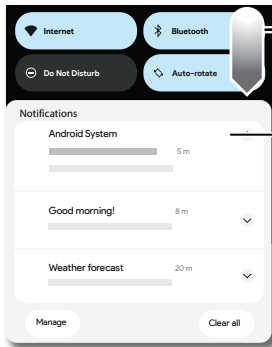 Internet
Bluetooth
Do Not Disturb
Auto-rotate
Notifications
Android System
5 m
Good morning!
8 m
Weather forecast
20 m
Manage
Clear all